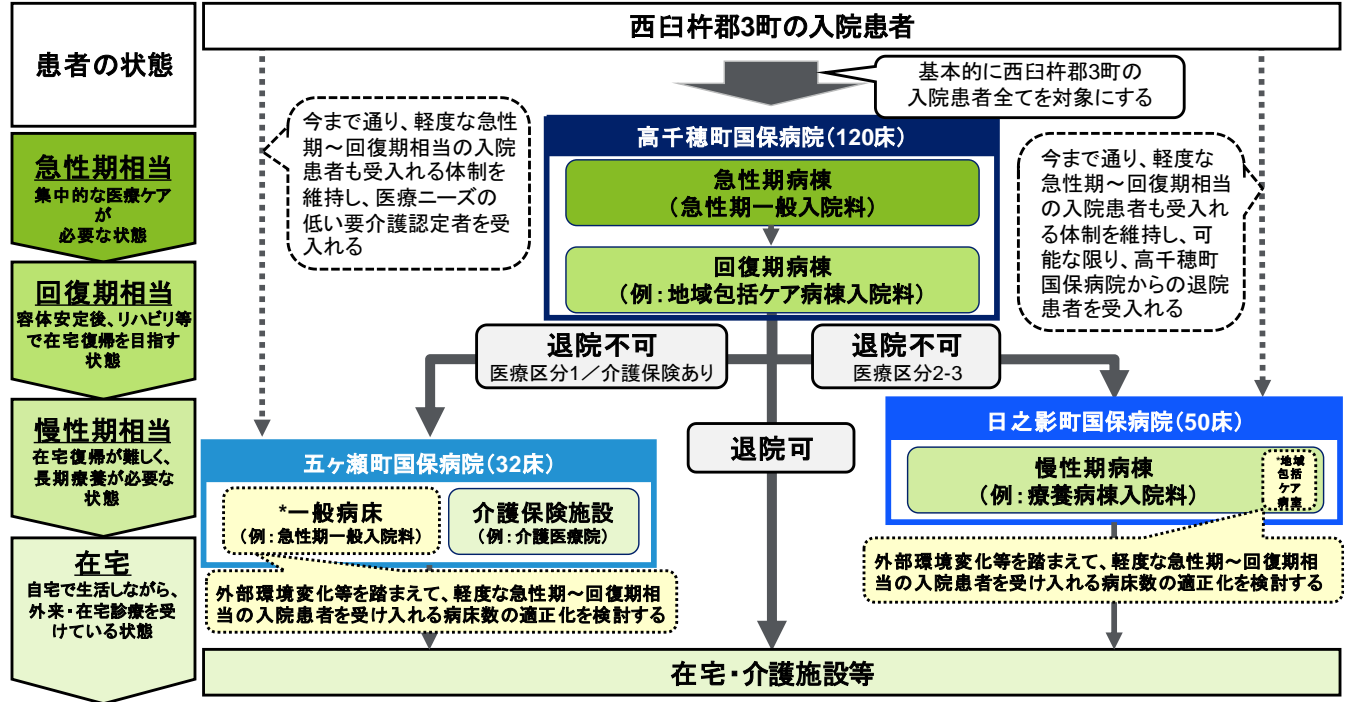 西臼杵郡3町の入院患者
患者の状態
基本的に西臼杵郡3町の
入院患者全てを対象にする
急性期相当
集中的な医療ケア
が
必要な状態
回復期相当
容体安定後、リハビリ等
で在宅復帰を目指す
状態
慢性期相当
在宅復帰が難しく、
長期療養が必要な
状態
在宅
自宅で生活しながら、
外来・在宅診療を受
けている状態
今まで通り、軽度な急性
期～回復期相当の入院
患者も受入れる体制を
維持し、医療ニーズの
低い要介護認定者を受
入れる
高千穂町国保病院（120床）
急性期病棟
（急性期一般入院料）
回復期病棟
（例：地域包括ケア病棟入院料）
今まで通り、軽度な
急性期～回復期相当
の入院患者も受入れ
る体制を維持し、可
能な限り、高千穂町
国保病院からの退院
患者を受入れる
退院不可
医療区分1／介護保険あり
退院不可
医療区分2-3
退院可
五ヶ瀬町国保病院（32床）
*一般病床
（例：急性期一般入院料）
介護保険施設
（例：介護医療院）
外部環境変化等を踏まえて、軽度な急性期～回復期相
当の入院患者を受け入れる病床数の適正化を検討する
日之影町国保病院（50床）
慢性期病棟
（例：療養病棟入院料）
*地域
包括
ケア
病害
外部環境変化等を踏まえて、軽度な急性期～回復期相
当の入院患者を受け入れる病床数の適正化を検討する
在宅・介護施設等